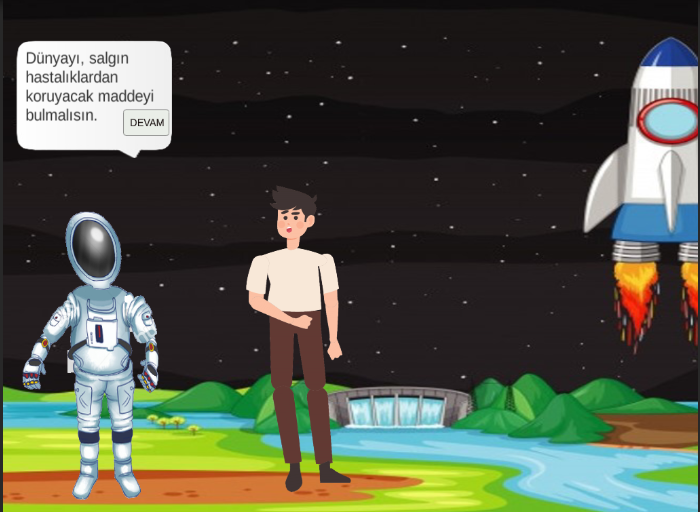 Dünyayı, salgın
hastalıklardan
koruyacak maddeyi
bulmalısın.
DEVAM